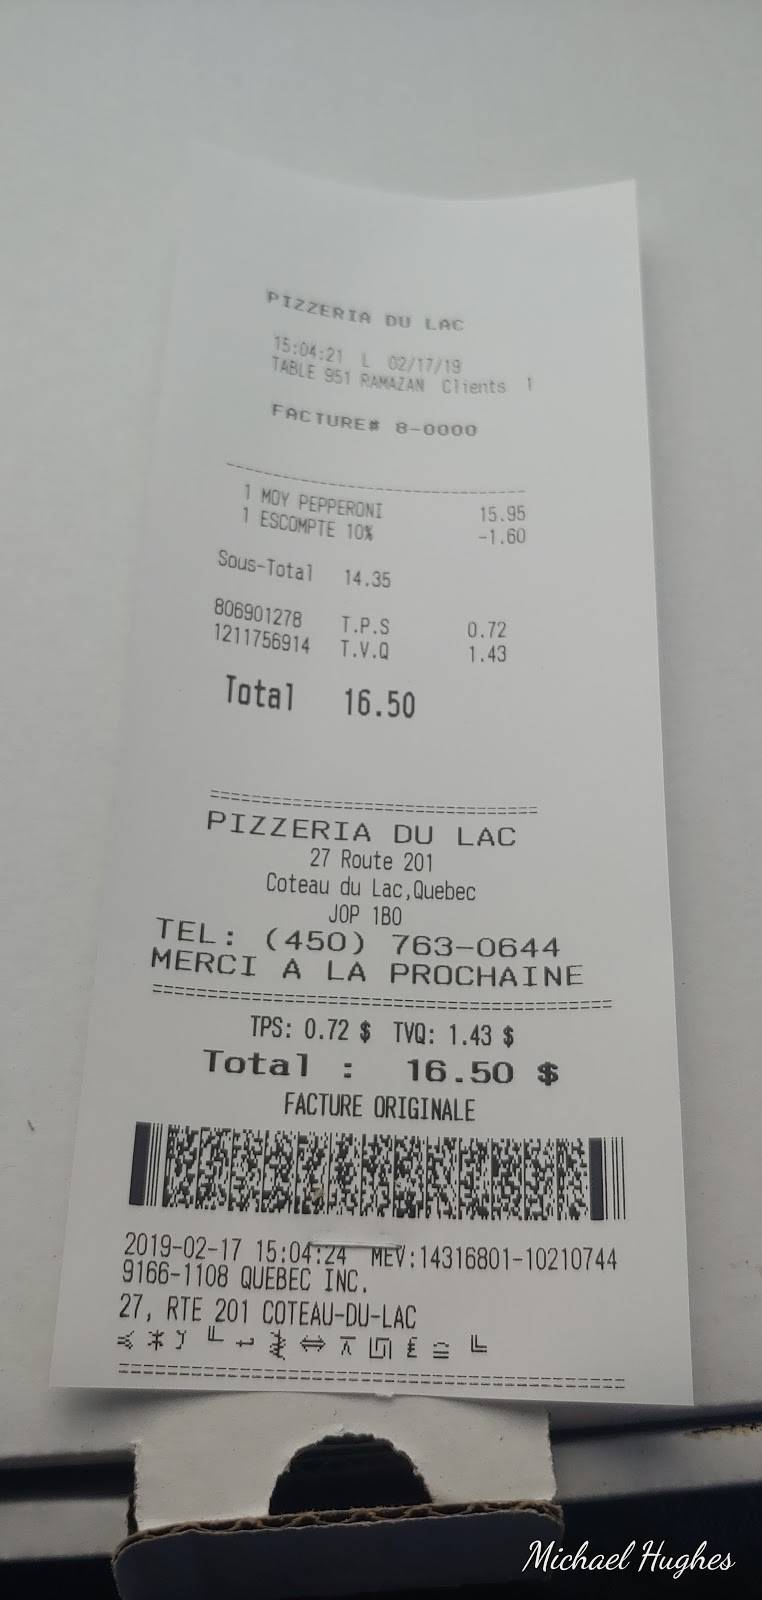 PIZZERIA DU LAC
15:04:21 L 02/17/19
TABLE 951 RAMAZAN Clients 1
FACTURE# 8-0000
1 MOY PEPPERONI 15.95
1 ESCOMPTE 10% -1.60
Sous-Total 14.35
806901278 T.P.S 0.72
1211756914 T.V.Q 1.43
Total 16.50
PIZZERIA DU LAC
27 Route 201
Coteau du Lac,Quebec
J0P 1B0
TEL: (450) 763-0644
MERCI A LA PROCHAINE
TPS: 0.72 $ TVQ: 1.43 $
Total : 16.50 $
FACTURE ORIGINALE
2019-02-17 15:04:24 MEV:14316801-10210744
9166-1108 QUEBEC INC.
27, RTE 201 COTEAU-DU-LAC
Michael Hughes